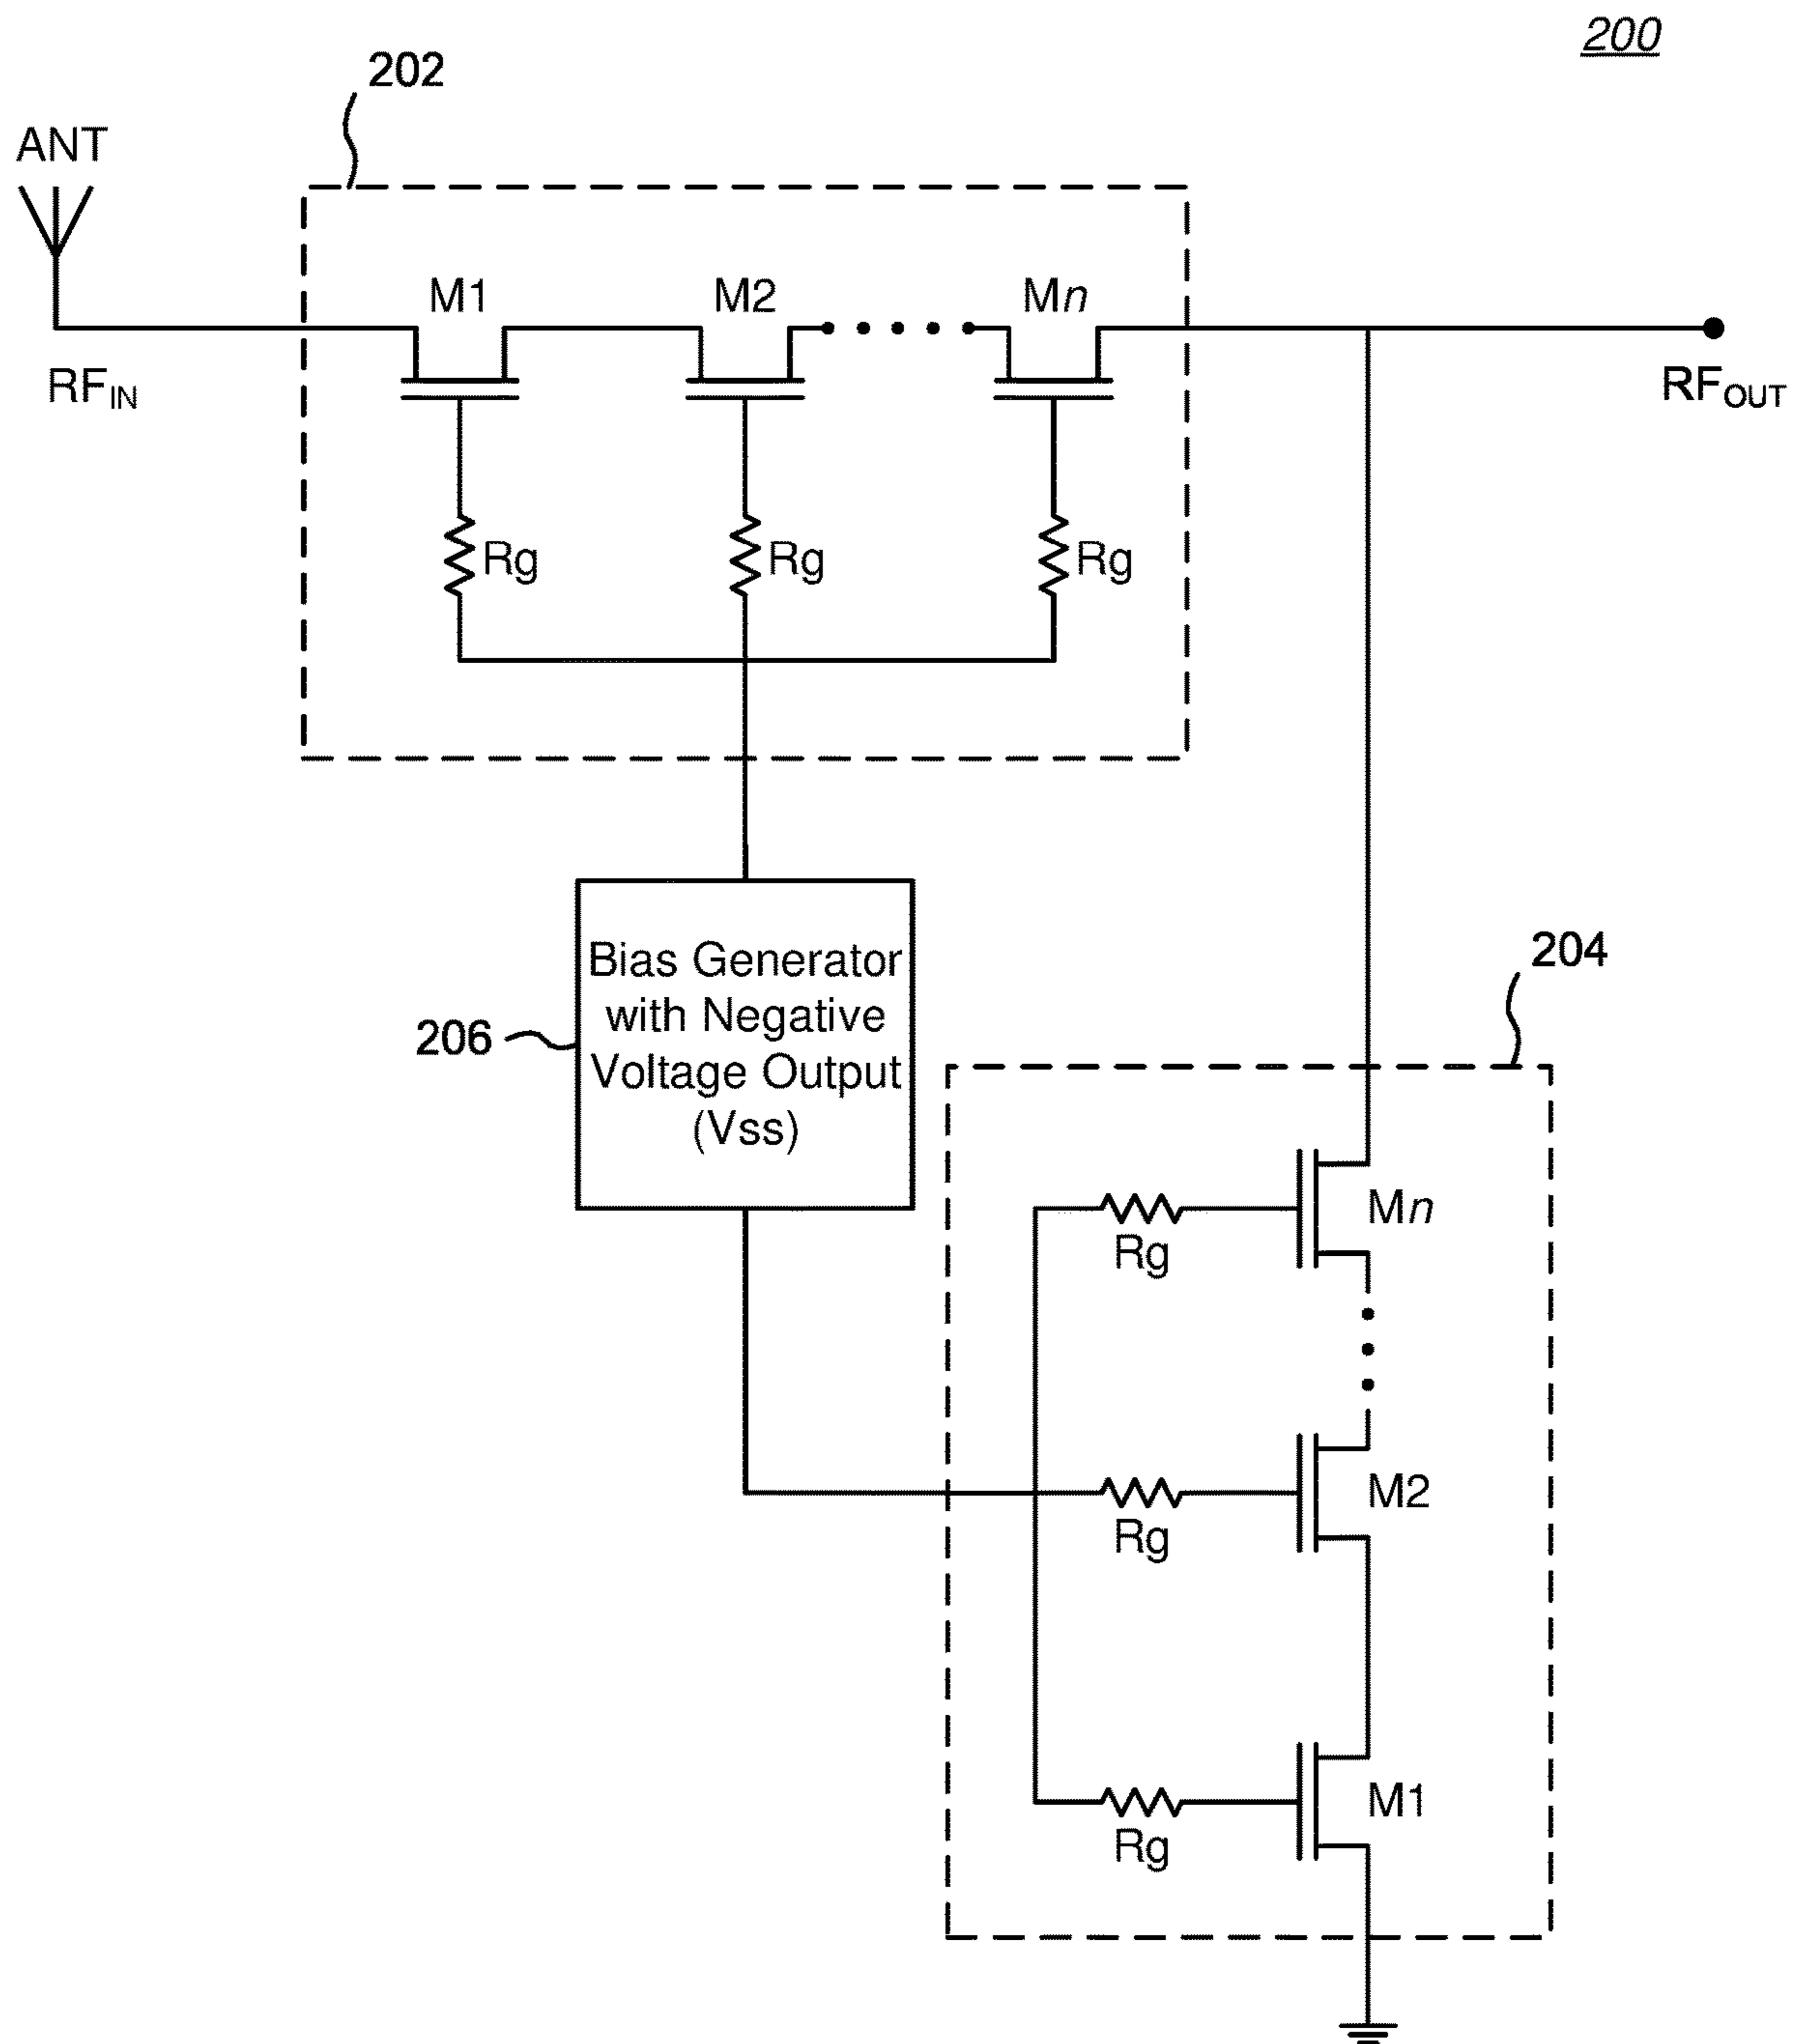 200
202
ANT
M1
M2
Mn
RFIN
RFOUT
Rg
Rg
Rg
Bias Generator
with Negative
Voltage Output
(Vss)
206
204
Mn
Rg
M2
Rg
M1
Rg